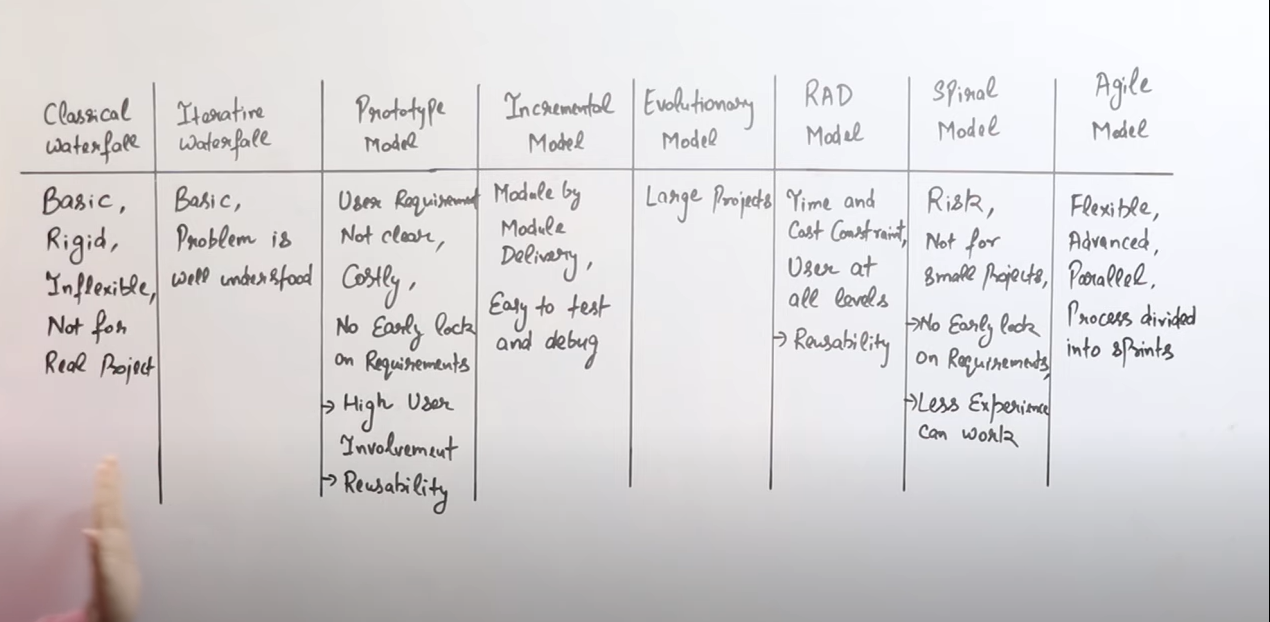 Classical
Waterfall
Basic,
Rigid,
Inflexible,
Not for
Real Project
Iterative
Waterfall
Basic,
Problem is
well understood
Prototype
Model
User Requirement
Not clear,
Costly,
No Early lock
on Requirements
→ High User
Involvement
→ Reusability
Incremental
Model
Module by
Module
Delivery,
Easy to test
and debug
Evolutionary
Model
Large Projects
RAD
Model
Time and
Cost Constraint,
User at
all levels
→ Reusability
Spiral
Model
Risk,
Not for
small Projects,
→No Early lock
on Requirements,
→Less Experience
can work
Agile
Model
Flexible,
Advanced,
Parallel,
Process divided
into sprints